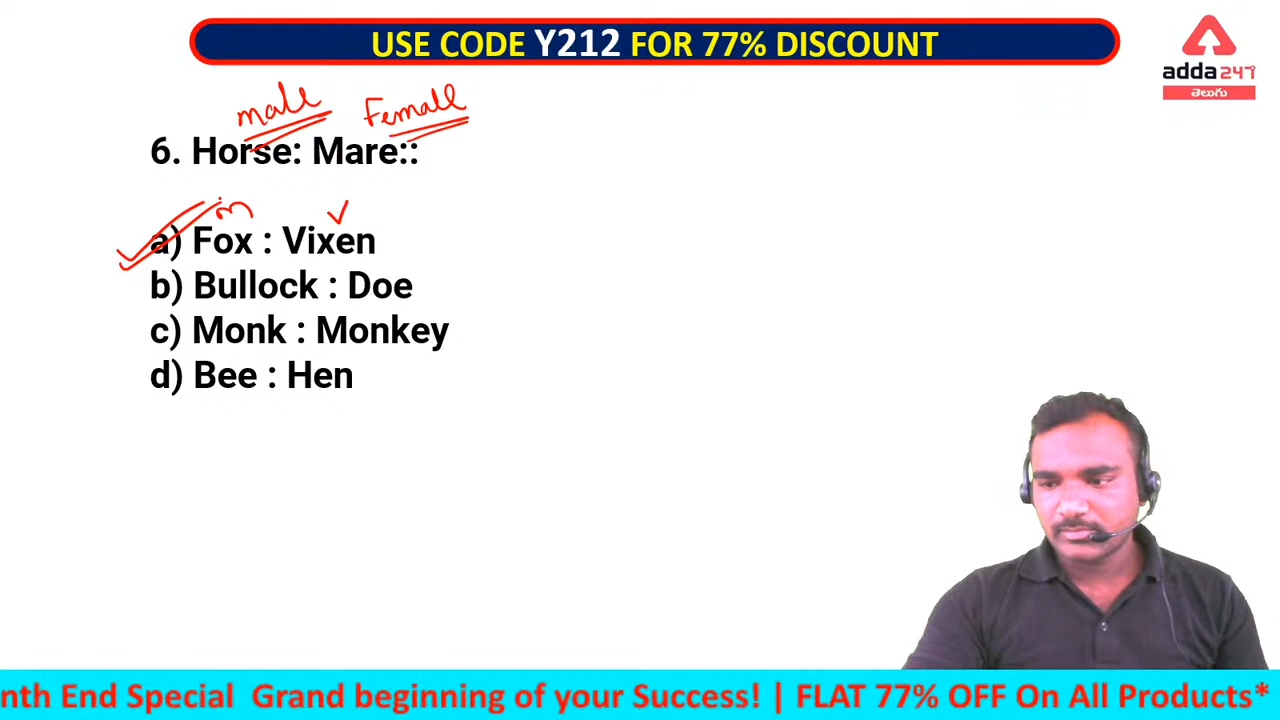 USE CODE Y212 FOR 77% DISCOUNT
adda247
తెలుగు
male Female
6. Horse: Mare::
m
a) Fox : Vixen
b) Bullock : Doe
c) Monk : Monkey
d) Bee : Hen
nth End Special Grand beginning of your Success! | FLAT 77% OFF On All Products*